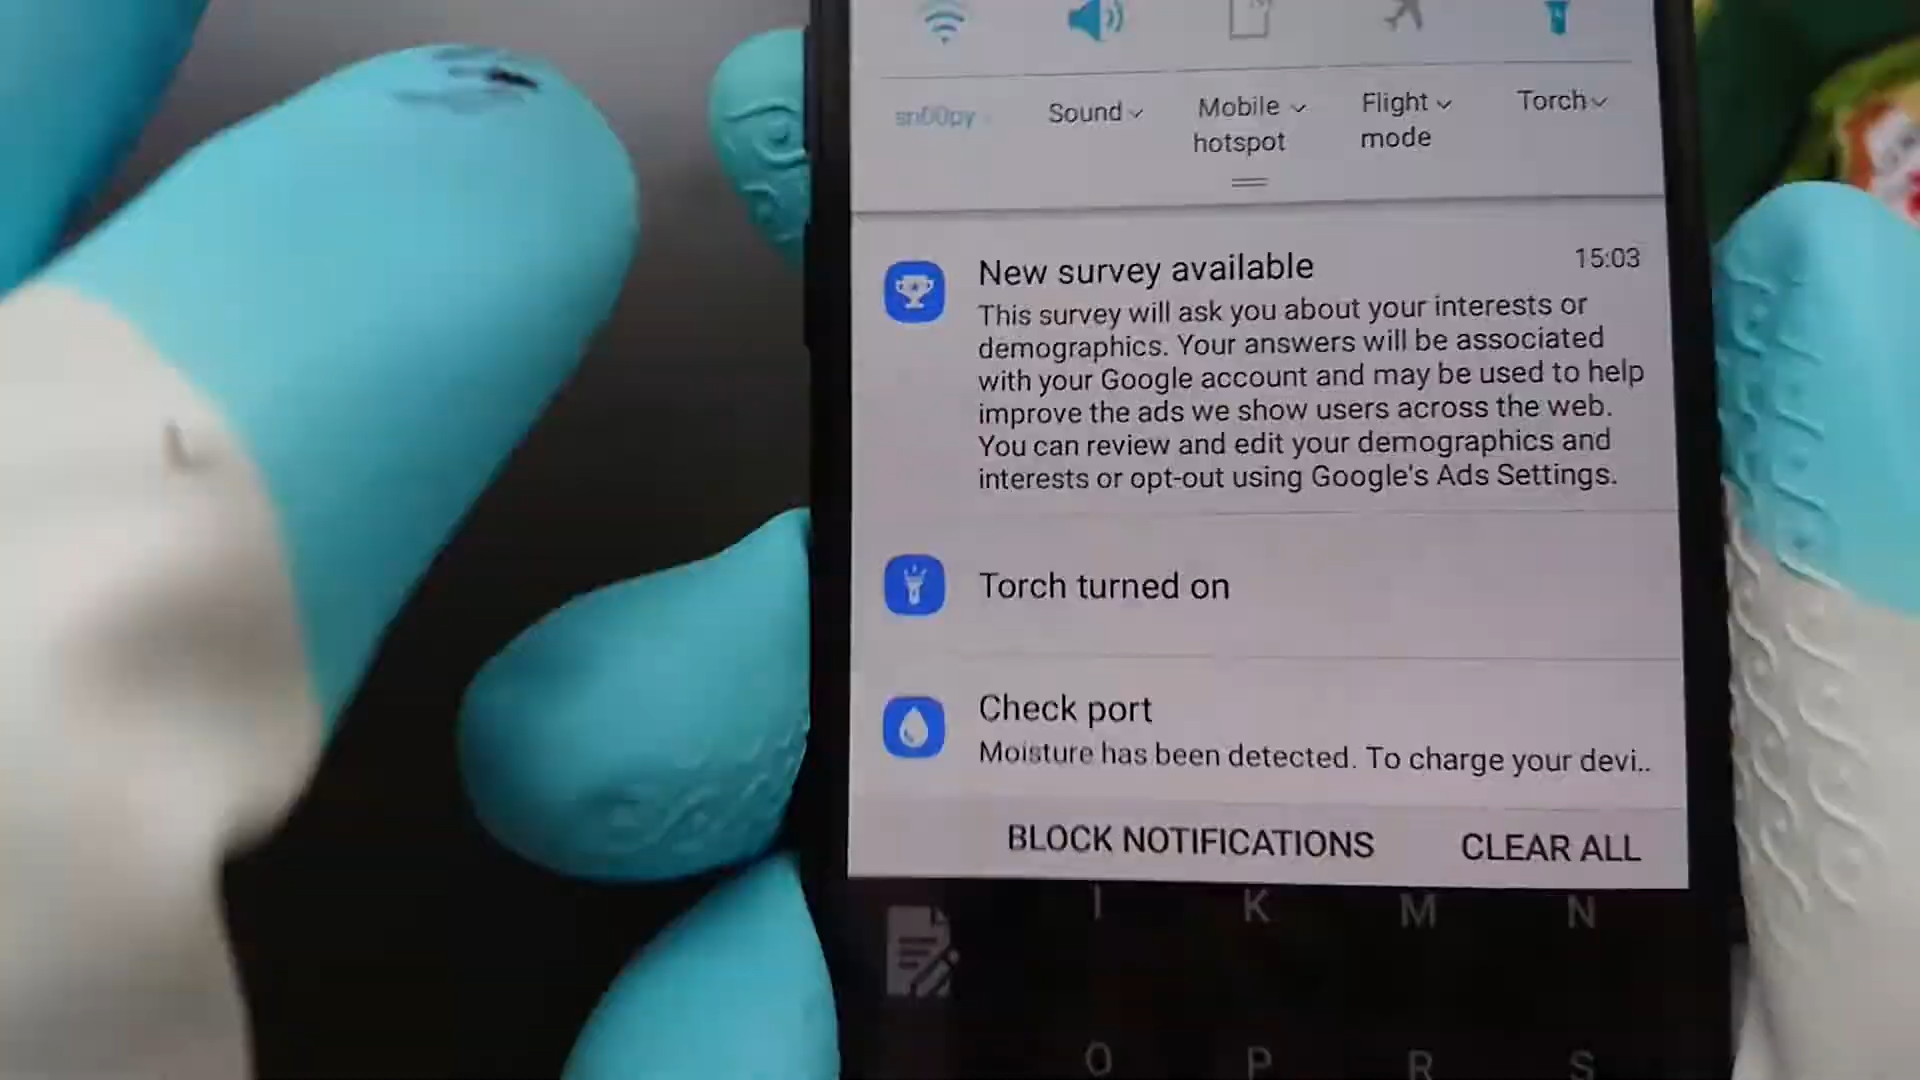 sn00py
Sound
Mobile
hotspot
Flight
mode
Torch
New survey available
15:03
This survey will ask you about your interests or
demographics. Your answers will be associated
with your Google account and may be used to help
improve the ads we show users across the web.
You can review and edit your demographics and
interests or opt-out using Google's Ads Settings.
Torch turned on
Check port
Moisture has been detected. To charge your devi..
BLOCK NOTIFICATIONS
CLEAR ALL
I K M N
O P R S